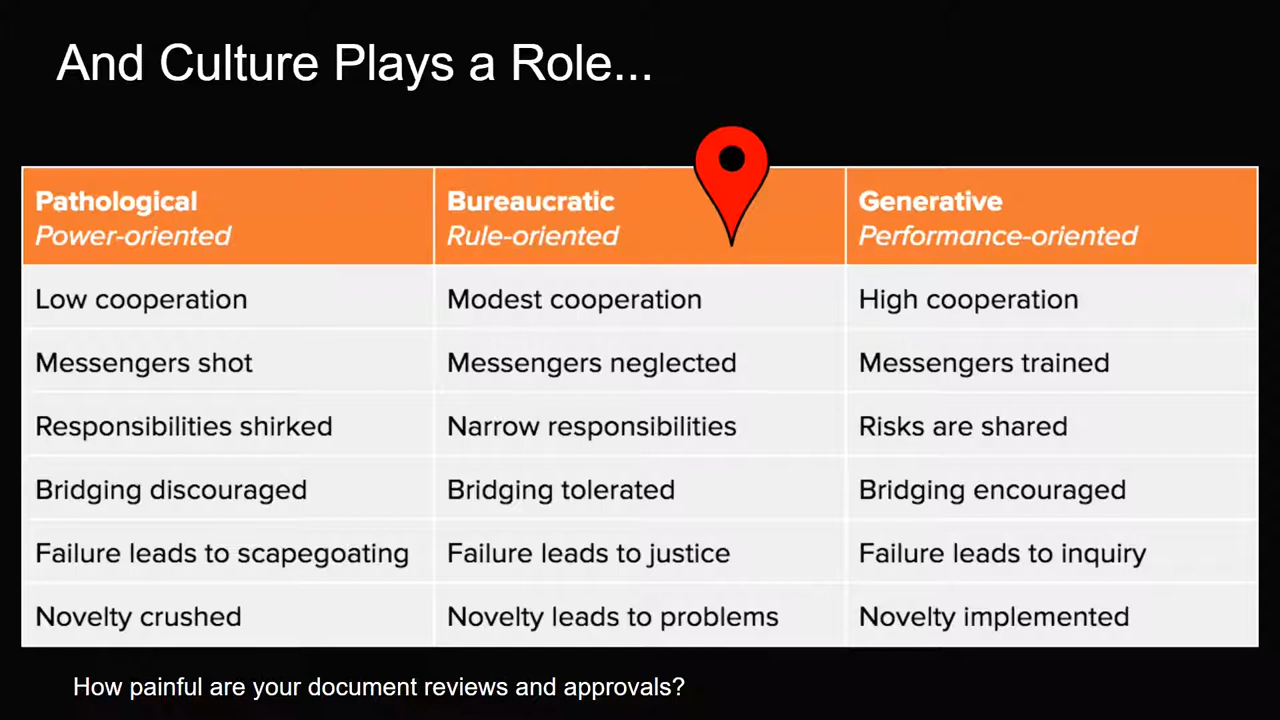 And Culture Plays a Role...
Pathological
Power-oriented
Bureaucratic
Rule-oriented
Generative
Performance-oriented
Low cooperation
Modest cooperation
High cooperation
Messengers shot
Messengers neglected
Messengers trained
Responsibilities shirked
Narrow responsibilities
Risks are shared
Bridging discouraged
Bridging tolerated
Bridging encouraged
Failure leads to scapegoating
Failure leads to justice
Failure leads to inquiry
Novelty crushed
Novelty leads to problems
Novelty implemented
How painful are your document reviews and approvals?